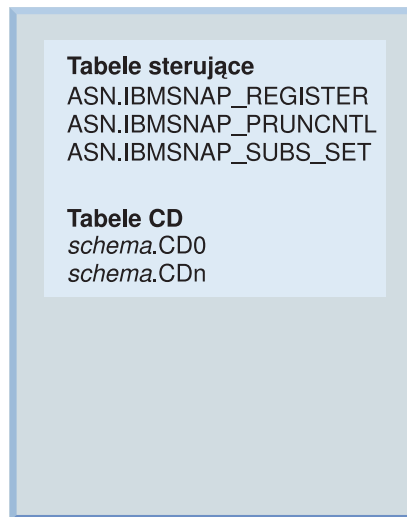 Tabele sterujące
ASN.IBMSNAP_REGISTER
ASN.IBMSNAP_PRUNCNTL
ASN.IBMSNAP_SUBS_SET
Tabele CD
schema.CD0
schema.CDn